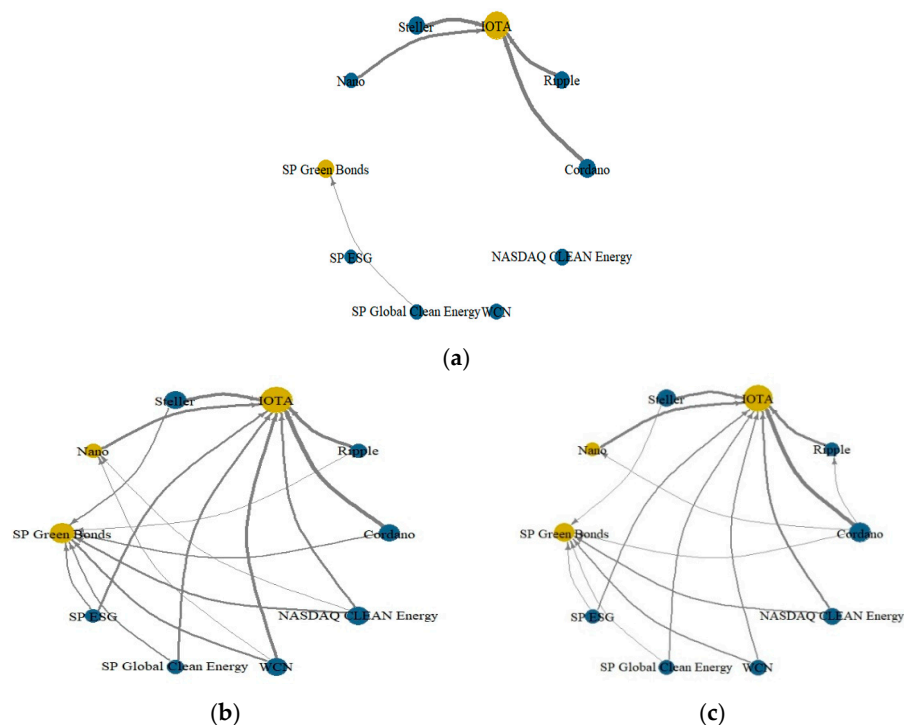 Steller
IOTA
Nano
Ripple
SP Green Bonds
Cordano
SP ESG
NASDAQ CLEAN Energy
SP Global Clean Energy
WCN
(a)
Steller
IOTA
Nano
Ripple
SP Green Bonds
Cordano
SP ESG
NASDAQ CLEAN Energy
SP Global Clean Energy
WCN
(b)
Steller
IOTA
Nano
Ripple
SP Green Bonds
Cordano
SP ESG
NASDAQ CLEAN Energy
SP Global Clean Energy
WCN
(c)